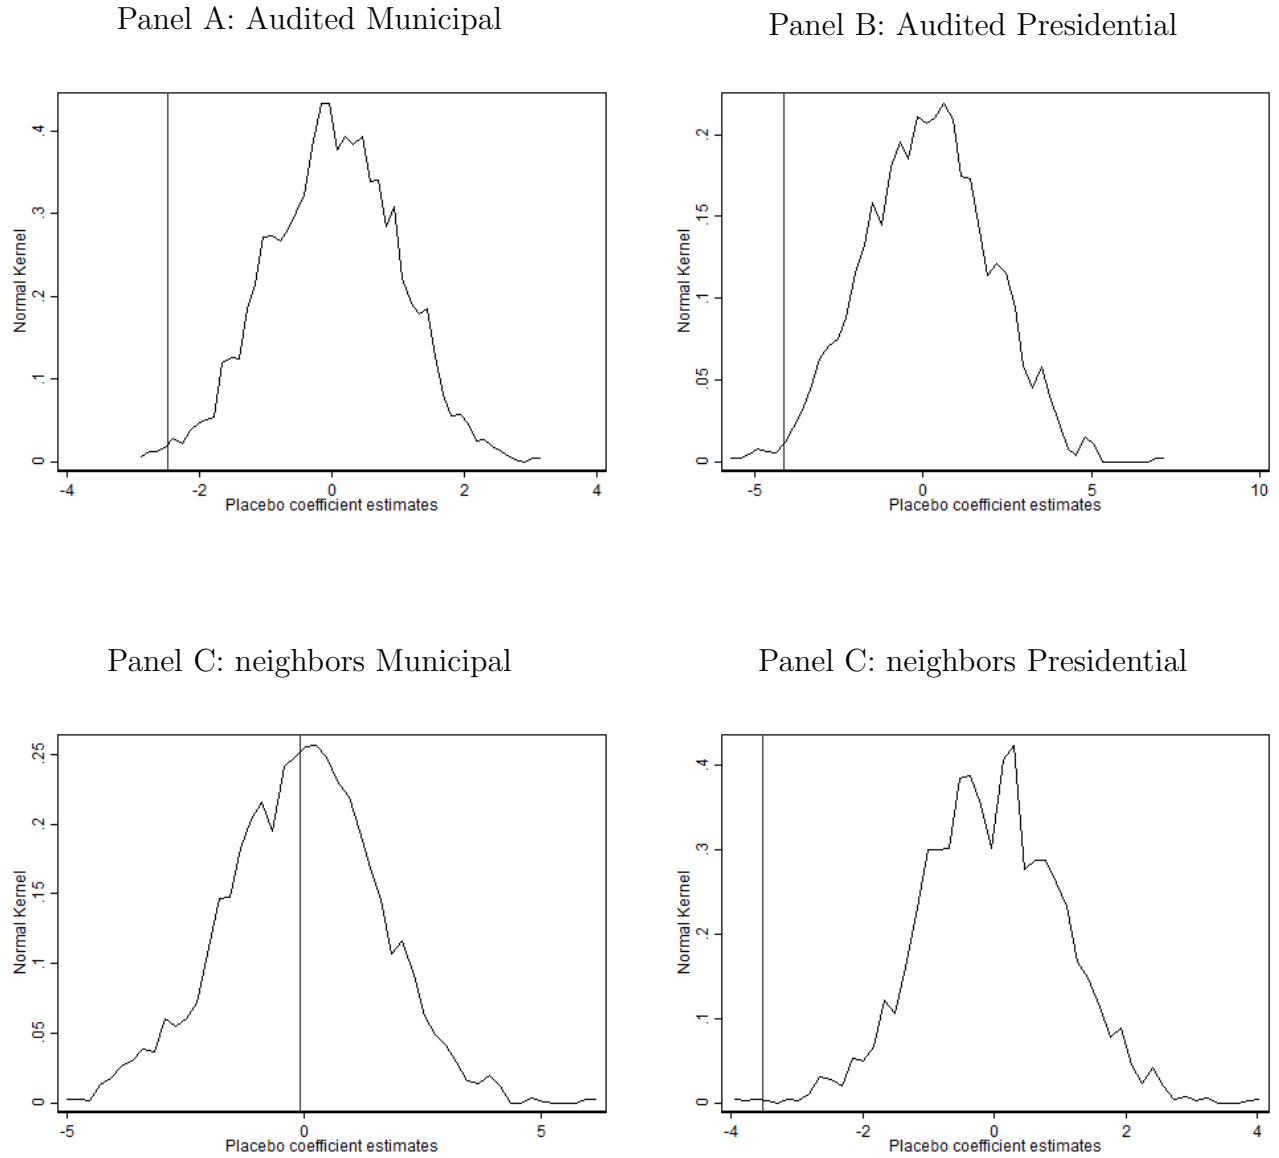 Panel A: Audited Municipal
Normal Kernel
0 .1 .2 .3 .4
-4 -2 0 2 4
Placebo coefficient estimates
Panel B: Audited Presidential
Normal Kernel
0 .05 .1 .15 .2
-5 0 5 10
Placebo coefficient estimates
Panel C: neighbors Municipal
Normal Kernel
0 .05 .1 .15 .2 .25
-5 0 5
Placebo coefficient estimates
Panel C: neighbors Presidential
Normal Kernel
0 .1 .2 .3 .4
-4 -2 0 2 4
Placebo coefficient estimates